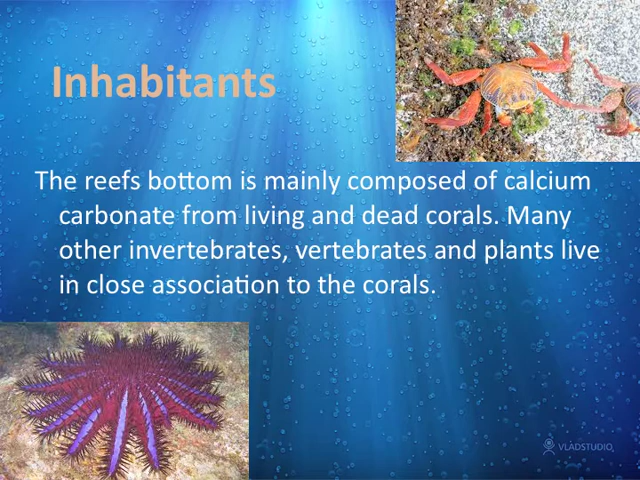 Inhabitants
The reefs bottom is mainly composed of calcium
carbonate from living and dead corals. Many
other invertebrates, vertebrates and plants live
in close association to the corals.
VLADSTUDIO